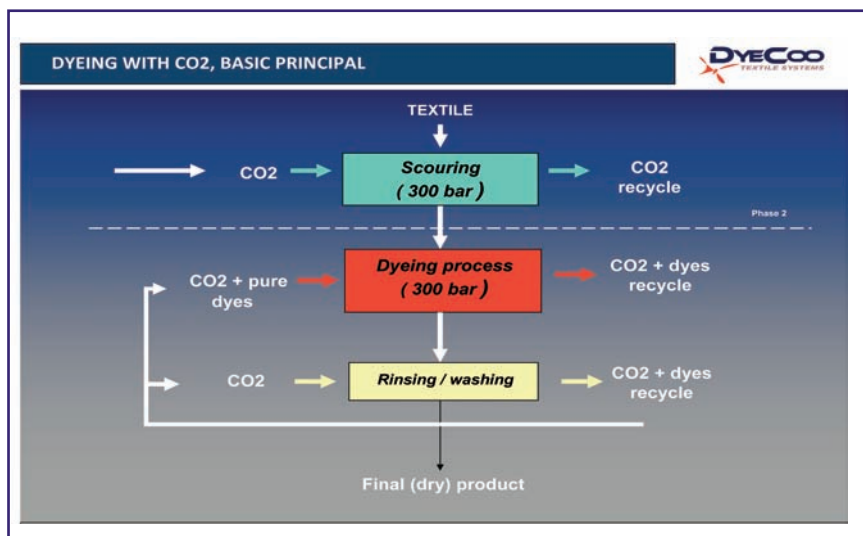 DYEING WITH CO2, BASIC PRINCIPAL
DYECOO
TEXTILE SYSTEMS
TEXTILE
CO2
Scouring
( 300 bar )
CO2
recycle
Phase 2
CO2 + pure
dyes
Dyeing process
( 300 bar )
CO2 + dyes
recycle
CO2
Rinsing / washing
CO2 + dyes
recycle
Final (dry) product